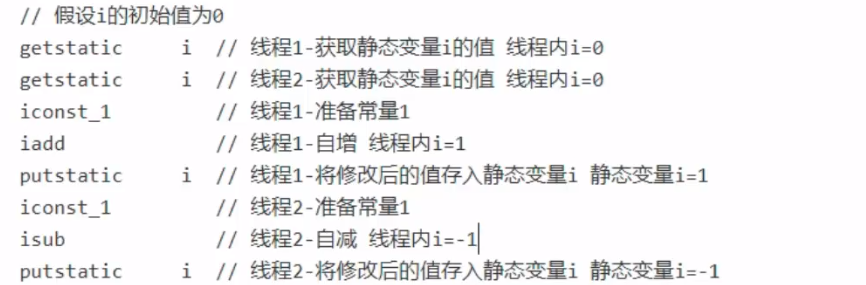 // 假设i的初始值为0
getstatic i // 线程1-获取静态变量i的值 线程内i=0
getstatic i // 线程2-获取静态变量i的值 线程内i=0
iconst_1 // 线程1-准备常量1
iadd // 线程1-自增 线程内i=1
putstatic i // 线程1-将修改后的值存入静态变量i 静态变量i=1
iconst_1 // 线程2-准备常量1
isub // 线程2-自减 线程内i=-1
putstatic i // 线程2-将修改后的值存入静态变量i 静态变量i=-1